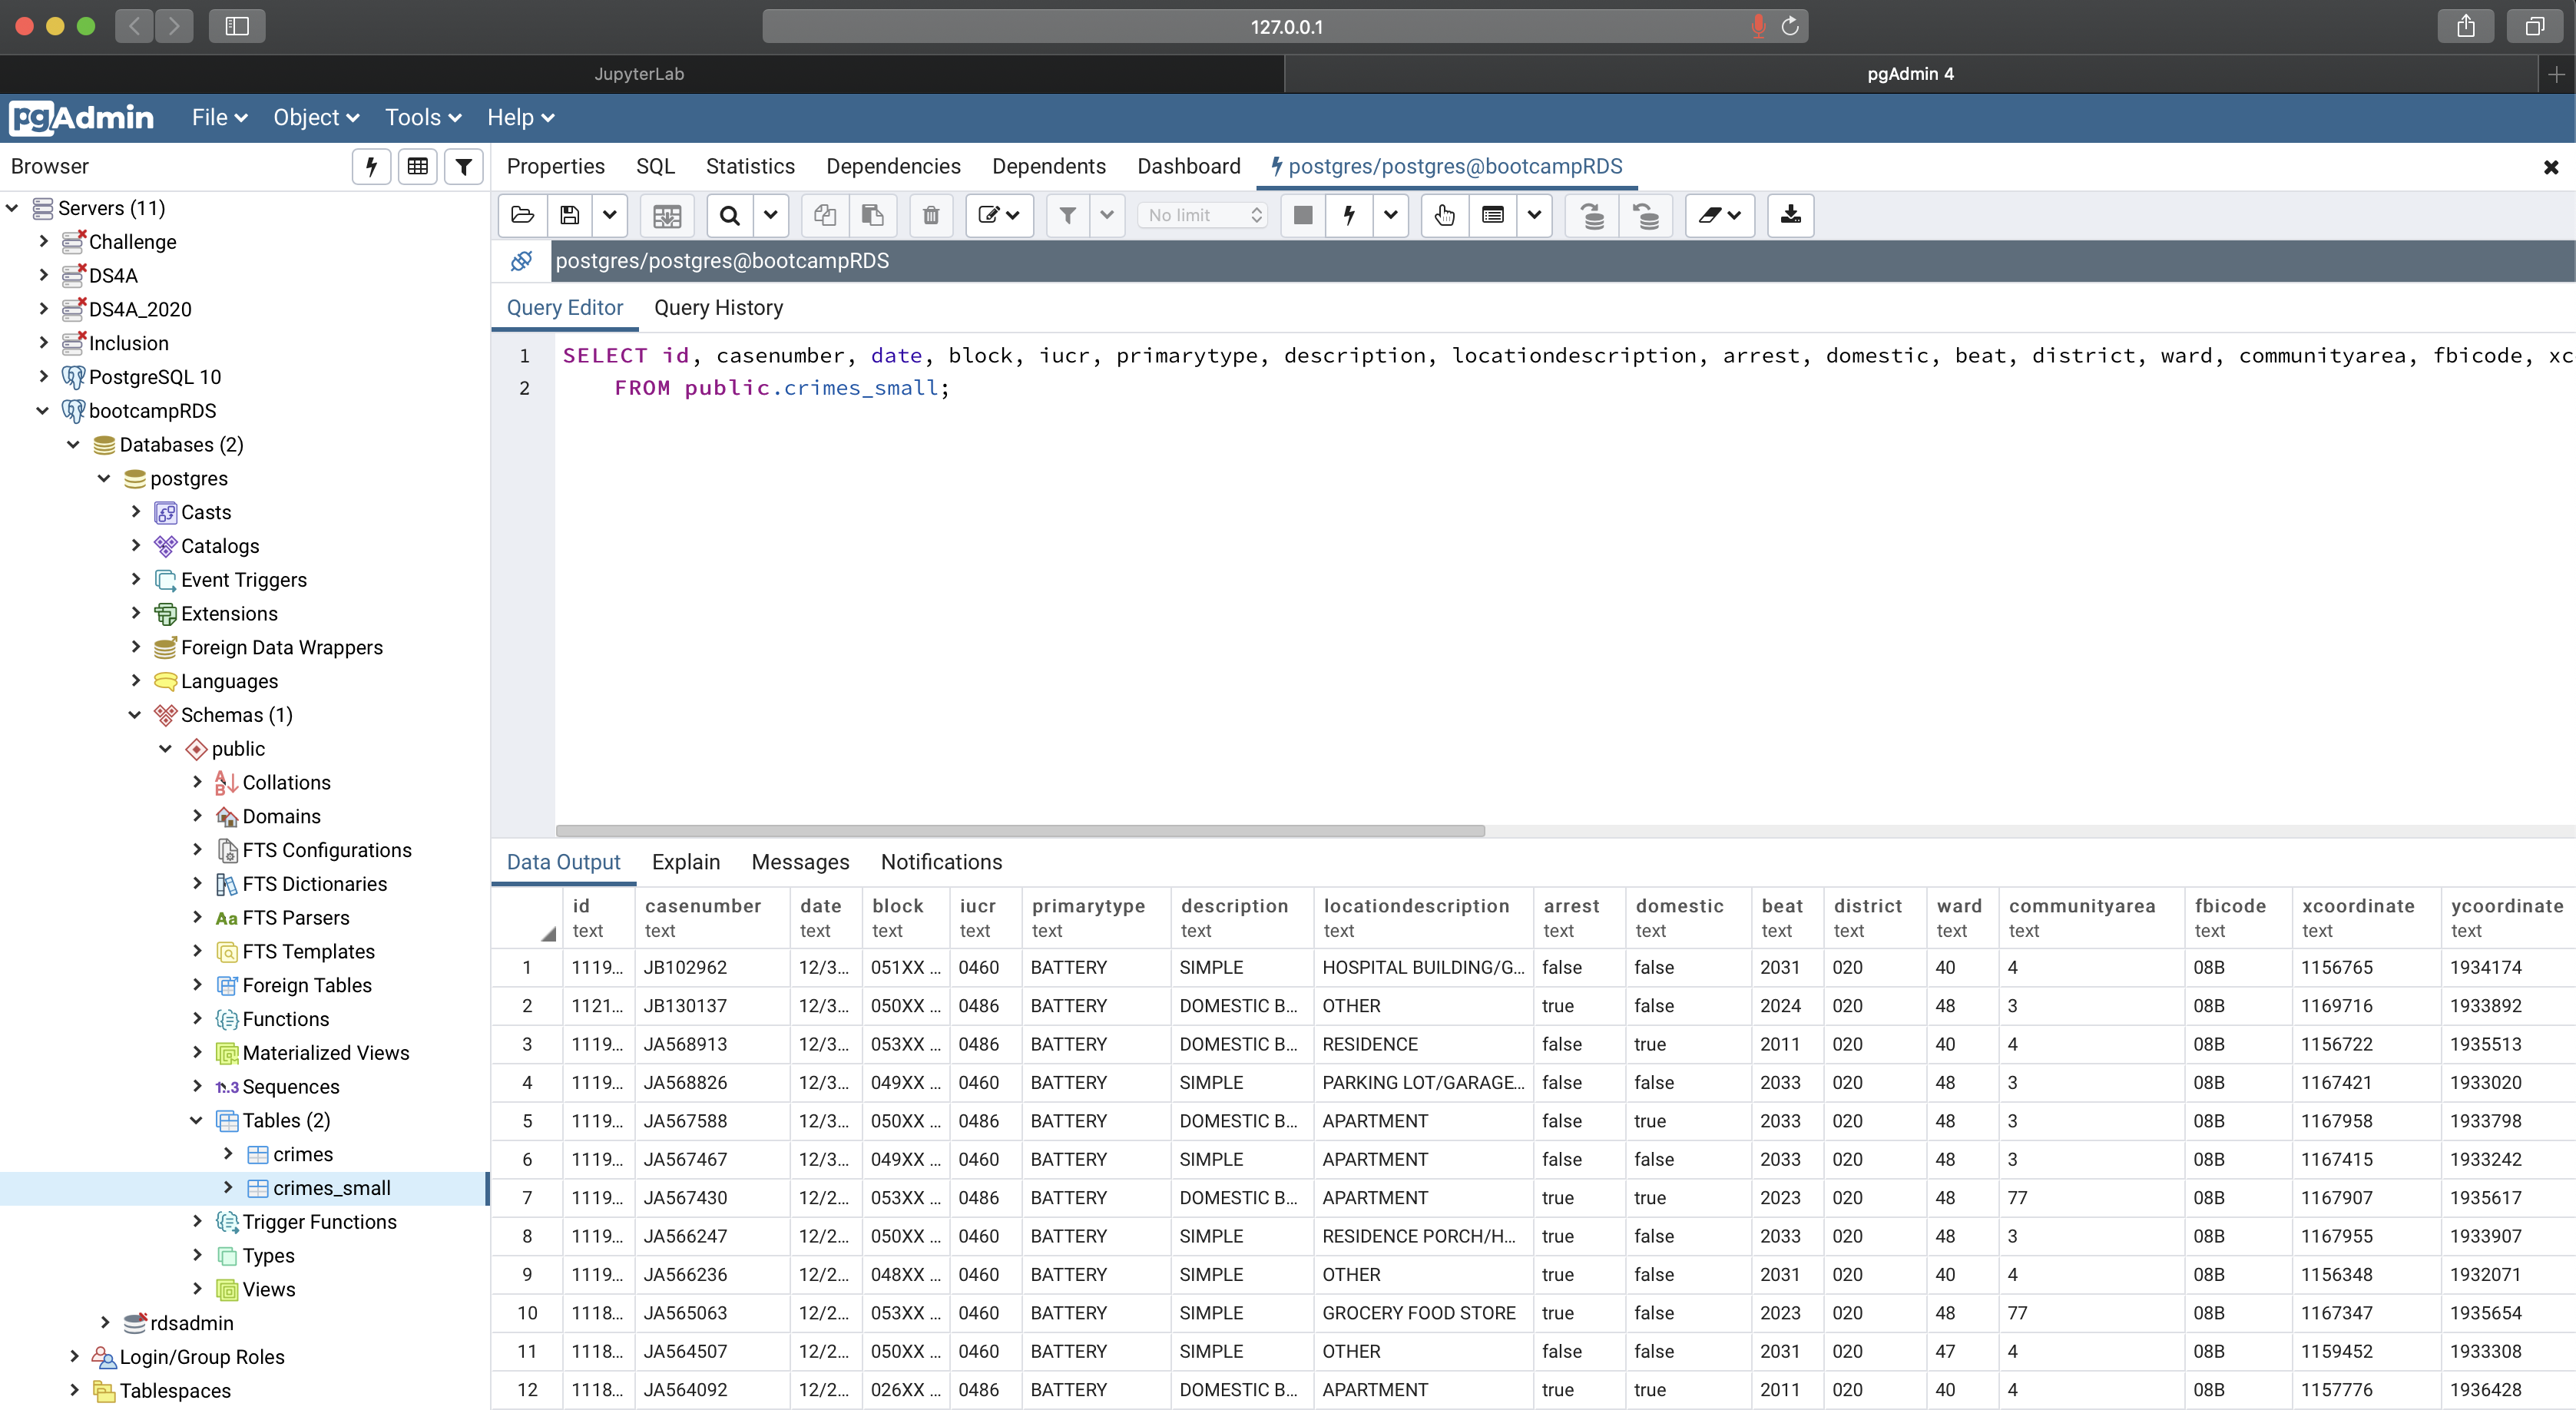 127.0.0.1
JupyterLab
pgAdmin 4
pgAdmin File Object Tools Help
Browser
Servers (11)
Challenge
DS4A
DS4A_2020
Inclusion
PostgreSQL 10
bootcampRDS
Databases (2)
postgres
Casts
Catalogs
Event Triggers
Extensions
Foreign Data Wrappers
Languages
Schemas (1)
public
Collations
Domains
FTS Configurations
FTS Dictionaries
Aa FTS Parsers
FTS Templates
Foreign Tables
Functions
Materialized Views
1..3 Sequences
Tables (2)
crimes
crimes_small
Trigger Functions
Types
Views
rdsadmin
Login/Group Roles
Tablespaces
Properties SQL Statistics Dependencies Dependents Dashboard postgres/postgres@bootcampRDS
No limit
postgres/postgres@bootcampRDS
Query Editor Query History
1 SELECT id, casenumber, date, block, iucr, primarytype, description, locationdescription, arrest, domestic, beat, district, ward, communityarea, fbicode, xc
2 FROM public.crimes_small;
Data Output Explain Messages Notifications
id casenumber date block iucr primarytype description locationdescription arrest domestic beat district ward communityarea fbicode xcoordinate ycoordinate
text text text text text text text text text text text text text text text text text
1 1119... JB102962 12/3... 051XX ... 0460 BATTERY SIMPLE HOSPITAL BUILDING/G... false false 2031 020 40 4 08B 1156765 1934174
2 1121... JB130137 12/3... 050XX ... 0486 BATTERY DOMESTIC B... OTHER true false 2024 020 48 3 08B 1169716 1933892
3 1119... JA568913 12/3... 053XX ... 0486 BATTERY DOMESTIC B... RESIDENCE false true 2011 020 40 4 08B 1156722 1935513
4 1119... JA568826 12/3... 049XX ... 0460 BATTERY SIMPLE PARKING LOT/GARAGE... false false 2033 020 48 3 08B 1167421 1933020
5 1119... JA567588 12/3... 050XX ... 0486 BATTERY DOMESTIC B... APARTMENT false true 2033 020 48 3 08B 1167958 1933798
6 1119... JA567467 12/3... 049XX ... 0460 BATTERY SIMPLE APARTMENT false false 2033 020 48 3 08B 1167415 1933242
7 1119... JA567430 12/2... 053XX ... 0486 BATTERY DOMESTIC B... APARTMENT true true 2023 020 48 77 08B 1167907 1935617
8 1119... JA566247 12/2... 050XX ... 0460 BATTERY SIMPLE RESIDENCE PORCH/H... true false 2033 020 48 3 08B 1167955 1933907
9 1119... JA566236 12/2... 048XX ... 0460 BATTERY SIMPLE OTHER true false 2031 020 40 4 08B 1156348 1932071
10 1118... JA565063 12/2... 053XX ... 0460 BATTERY SIMPLE GROCERY FOOD STORE true false 2023 020 48 77 08B 1167347 1935654
11 1118... JA564507 12/2... 050XX ... 0460 BATTERY SIMPLE OTHER false false 2031 020 47 4 08B 1159452 1933308
12 1118... JA564092 12/2... 026XX ... 0486 BATTERY DOMESTIC B... APARTMENT true true 2011 020 40 4 08B 1157776 1936428